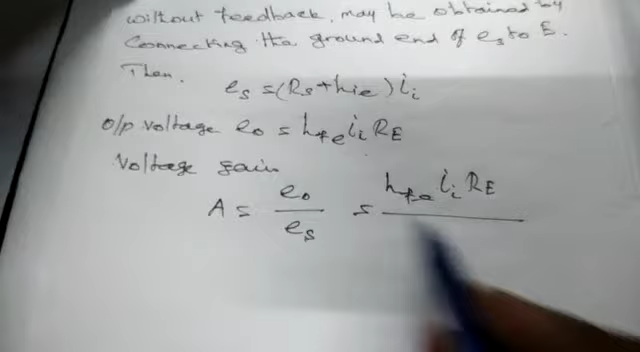 without feedback, may be obtained by
Connecting the ground end of es to E.
Then.
es = (Rs+hie) ii
o/p voltage eo = hfe ii RE
Voltage gain
A = eo/es = hfe ii RE